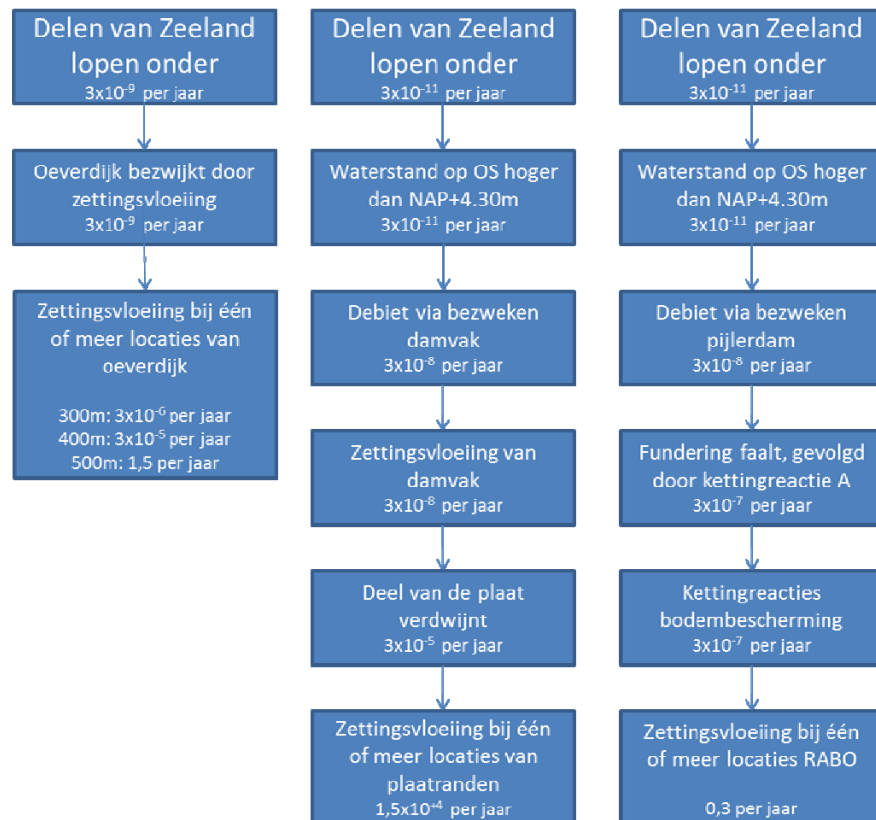 Delen van Zeeland
lopen onder
3x10⁻⁹ per jaar
Oeverdijk bezwijkt door
zettingsvloeiing
3x10⁻⁹ per jaar
Zettingsvloeiing bij één
of meer locaties van
oeverdijk
300m: 3x10⁻⁶ per jaar
400m: 3x10⁻⁵ per jaar
500m: 1,5 per jaar
Delen van Zeeland
lopen onder
3x10⁻¹¹ per jaar
Waterstand op OS hoger
dan NAP+4.30m
3x10⁻¹¹ per jaar
Debiet via bezweken
damvak
3x10⁻⁸ per jaar
Zettingsvloeiing van
damvak
3x10⁻⁸ per jaar
Deel van de plaat
verdwijnt
3x10⁻⁵ per jaar
Zettingsvloeiing bij één
of meer locaties van
plaatranden
1,5x10⁺⁴ per jaar
Delen van Zeeland
lopen onder
3x10⁻¹¹ per jaar
Waterstand op OS hoger
dan NAP+4.30m
3x10⁻¹¹ per jaar
Debiet via bezweken
pijlerdam
3x10⁻⁸ per jaar
Fundering faalt, gevolgd
door kettingreactie A
3x10⁻⁷ per jaar
Kettingreacties
bodembescherming
3x10⁻⁷ per jaar
Zettingsvloeiing bij één
of meer locaties RABO
0,3 per jaar